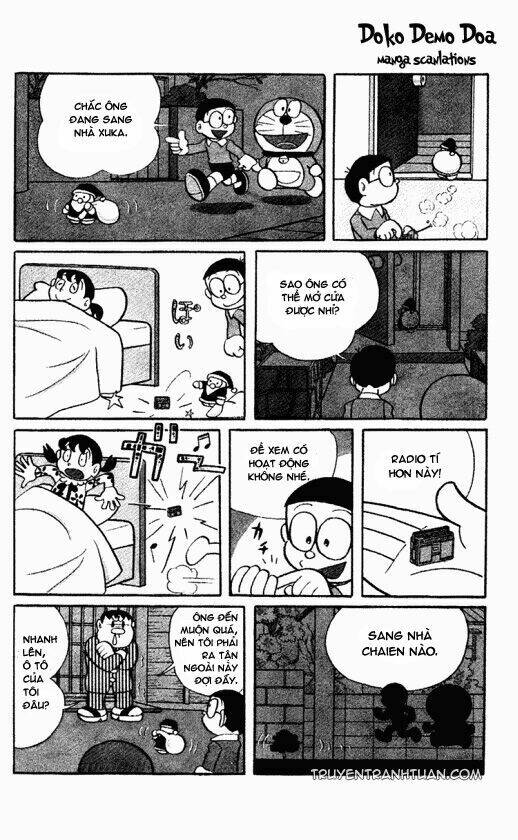 Doko Demo Doa
manga scanlations
CHẮC ÔNG
ĐANG SANG
NHÀ XUKA.
SAO ÔNG CÓ
THỂ MỞ CỬA
ĐƯỢC NHỈ?
RADIO TÍ
HON NÀY!
ĐỂ XEM CÓ
HOẠT ĐỘNG
KHÔNG NHÉ.
SANG NHÀ
CHAIEN NÀO.
ÔNG ĐẾN
MUỘN QUÁ,
NÊN TÔI PHẢI
RA TẬN
NGOÀI NÀY
ĐỢI ĐẤY.
NHANH
LÊN,
Ô TÔ
CỦA TÔI
ĐÂU?
TRUYENTRANHTUAN.COM